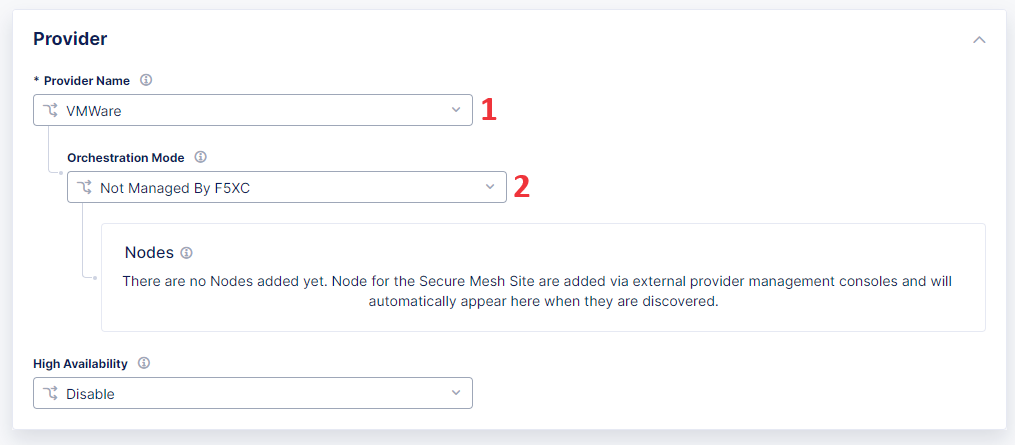 Provider
* Provider Name
VMWare
1
Orchestration Mode
Not Managed By F5XC
2
Nodes
There are no Nodes added yet. Node for the Secure Mesh Site are added via external provider management consoles and will
automatically appear here when they are discovered.
High Availability
Disable